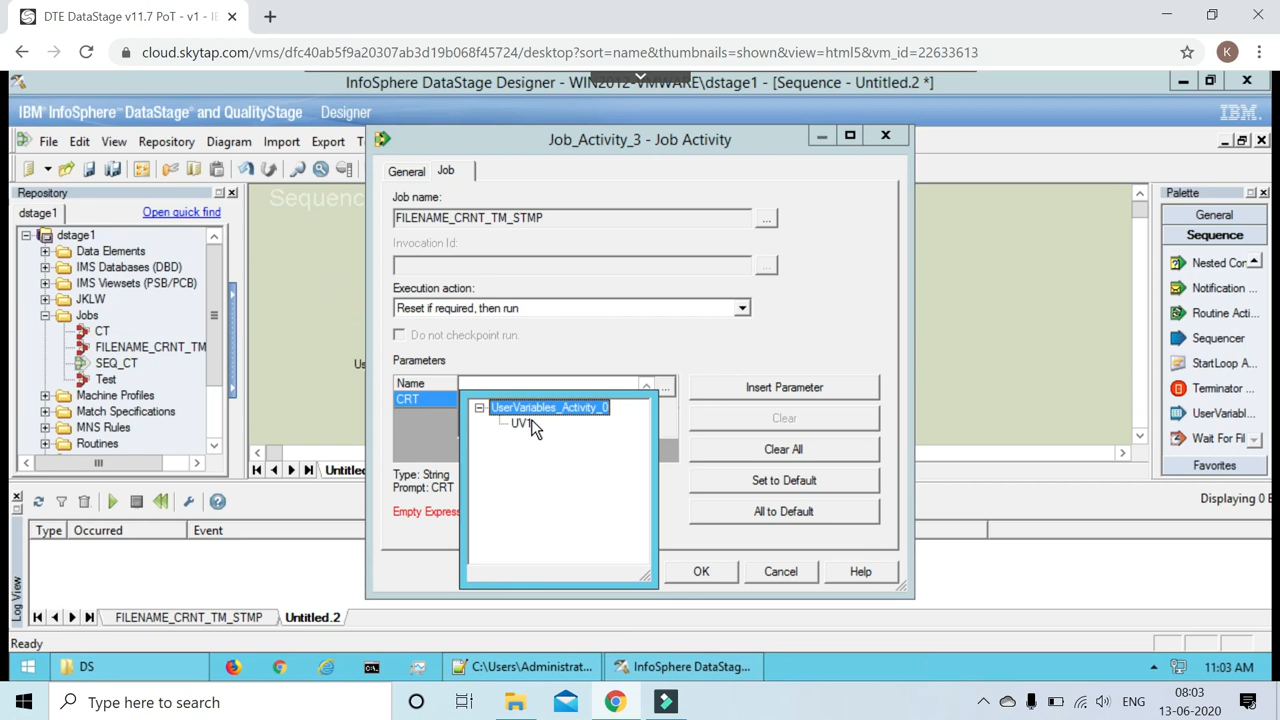 DTE DataStage v11.7 PoT - v1 - IE
cloud.skytap.com/vms/dfc40ab5f9a20307ab3d19b068f45724/desktop?sort=name&thumbnails=shown&view=html5&vm_id=22633613
K
InfoSphere DataStage Designer - WIN2012-VMWARE\dstage1 - [Sequence - Untitled.2 *]
IBM InfoSphere DataStage and QualityStage Designer
IBM
File Edit View Repository Diagram Import Export T
Repository
dstage1
Open quick find
dstage1
Data Elements
IMS Databases (DBD)
IMS Viewsets (PSB/PCB)
JKLW
Jobs
CT
FILENAME_CRNT_TM
SEQ_CT
Test
Machine Profiles
Match Specifications
MNS Rules
Routines
Sequenc
Us
Untitle
Job_Activity_3 - Job Activity
General
Job
Job name:
FILENAME_CRNT_TM_STMP
...
Invocation Id:
...
Execution action:
Reset if required, then run
Do not checkpoint run.
Parameters
Name
...
CRT
UserVariables_Activity_0
UV1
Type: String
Prompt: CRT
Empty Express
Insert Parameter
Clear
Clear All
Set to Default
All to Default
OK
Cancel
Help
Palette
General
Sequence
Nested Cor
Notification ...
Routine Acti...
Sequencer
StartLoop A...
Terminator ...
UserVariabl...
Wait For Fil
Favorites
Displaying 0 E
Type Occurred Event
Log View
FILENAME_CRNT_TM_STMP
Untitled.2
Ready
DS
C:\Users\Administrat...
InfoSphere DataStag...
11:03 AM
Type here to search
ENG
08:03
13-06-2020